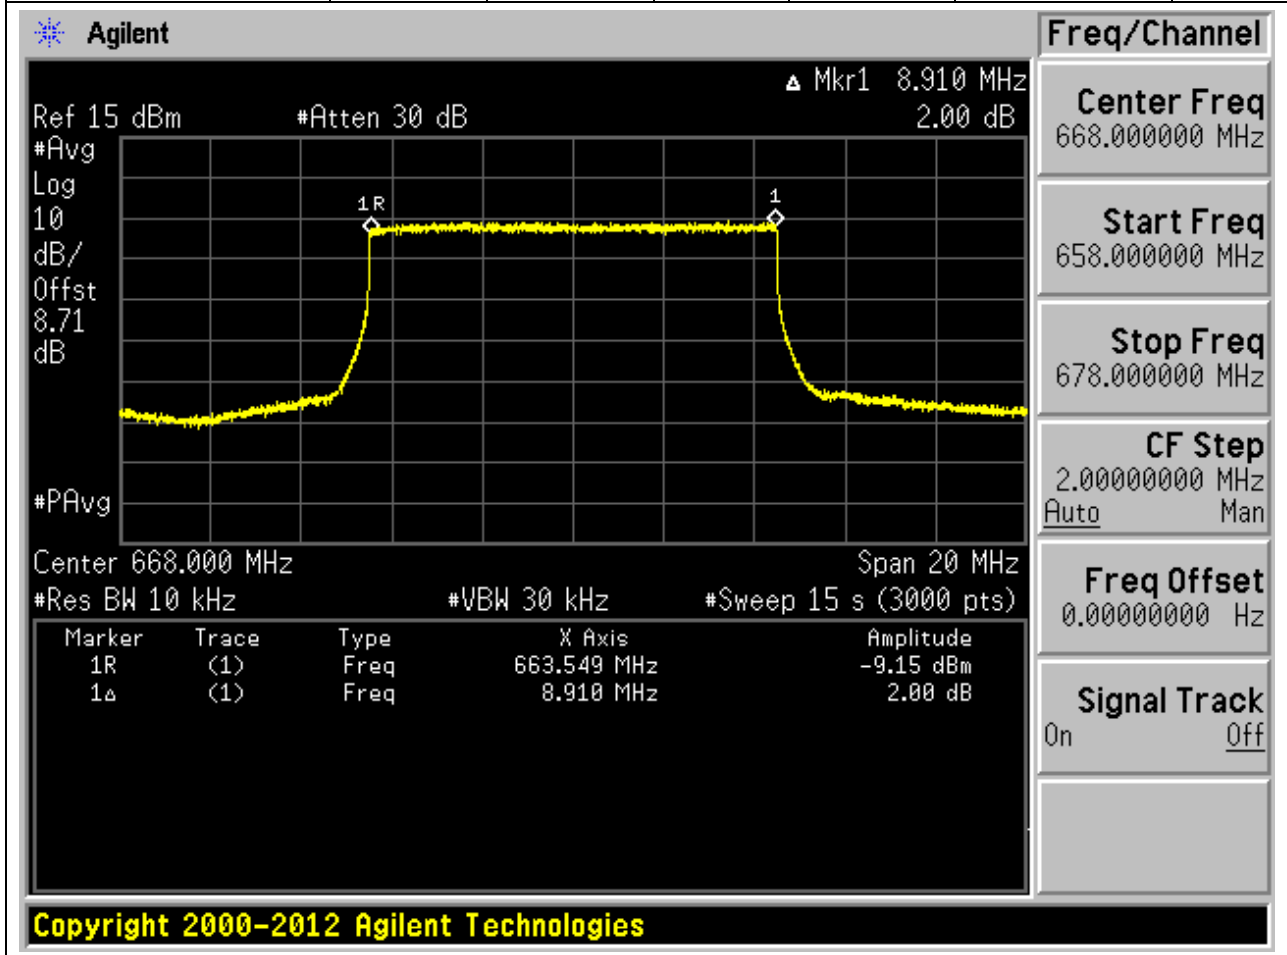 Agilent
Freq/Channel
▵ Mkr1 8.910 MHz
Ref 15 dBm #Atten 30 dB 2.00 dB
#Avg
Log
10
dB/
Offst
8.71
dB
1R
1
#PAvg
Center 668.000 MHz Span 20 MHz
#Res BW 10 kHz #VBW 30 kHz #Sweep 15 s (3000 pts)
Marker Trace Type X Axis Amplitude
1R (1) Freq 663.549 MHz -9.15 dBm
1▵ (1) Freq 8.910 MHz 2.00 dB
Center Freq
668.000000 MHz
Start Freq
658.000000 MHz
Stop Freq
678.000000 MHz
CF Step
2.00000000 MHz
Auto Man
Freq Offset
0.00000000 Hz
Signal Track
On Off
Copyright 2000-2012 Agilent Technologies